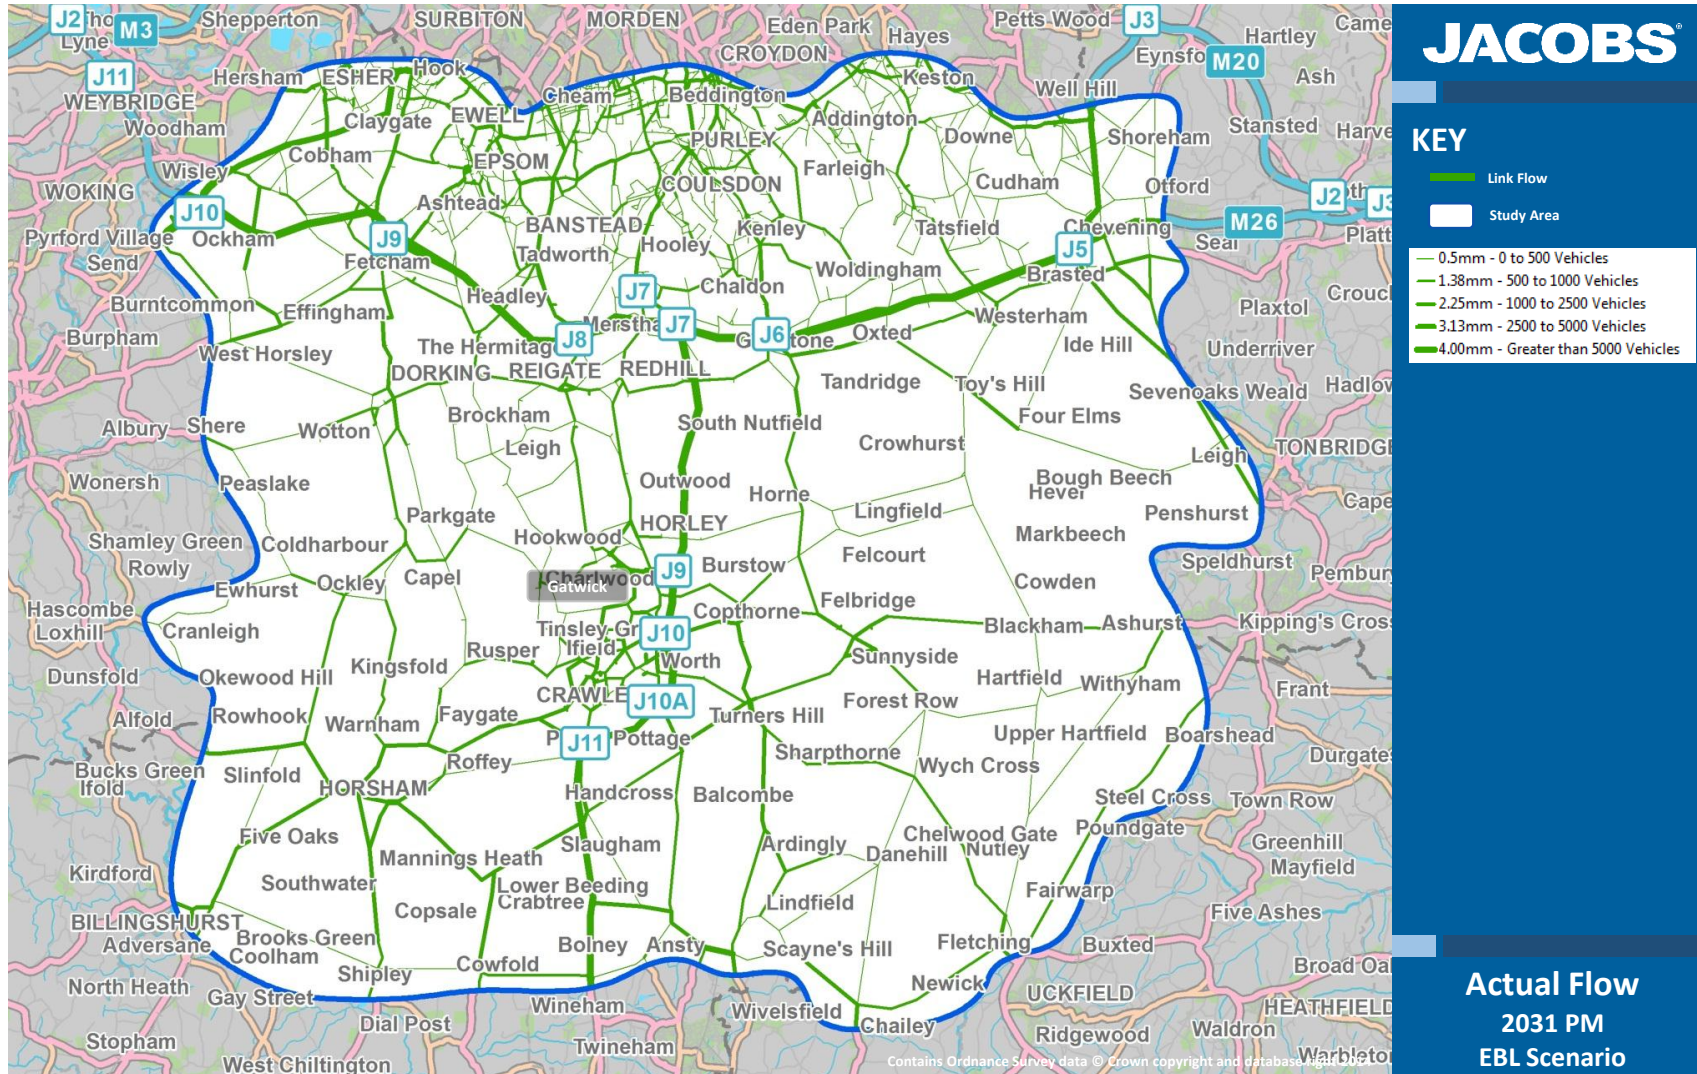 J2
M3
Lyne
Shepperton
SURBITON
MORDEN
Eden Park
Hayes
Petts Wood
J3
Hartley
CROYDON
M20
J11
Hersham
ESHER
Hook
Keston
Well Hill
Ash
WEYBRIDGE
Cheam
Beddington
Woodham
Claygate
EWELL
Addington
Downe
Shoreham
Stansted
PURLEY
Cobham
EPSOM
Farleigh
Wisley
WOKING
COULSDON
Cudham
Otford
J2
J10
Ashtead
BANSTEAD
Kenley
Tatsfield
Chevening
M26
Pyrford Village
Ockham
J9
Hooley
J5
Seal
Platt
Send
Fetcham
Tadworth
Woldingham
Brasted
Burntcommon
Effingham
Headley
J7
Chaldon
Westerham
Plaxtol
Burpham
West Horsley
The Hermitage
J8
J7
J6
Oxted
Ide Hill
Underriver
DORKING
REIGATE
REDHILL
Tandridge
Toy's Hill
Sevenoaks Weald
Albury
Shere
Wotton
Brockham
South Nutfield
Four Elms
Leigh
Crowhurst
Leigh
TONBRIDGE
Wonersh
Peaslake
Outwood
Horne
Bough Beech
Hever
Parkgate
HORLEY
Lingfield
Penshurst
Shamley Green
Coldharbour
Hookwood
Markbeech
Rowly
Felcourt
Speldhurst
Ewhurst
Ockley
Capel
Charlwood
Gatwick
J9
Burstow
Cowden
Hascombe
Copthorne
Felbridge
Loxhill
Cranleigh
J10
Blackham
Ashurst
Ifield
Rusper
Worth
Sunnyside
Dunsfold
Okewood Hill
Kingsfold
Hartfield
Withyham
Frant
CRAWLE
J10A
Forest Row
Alfold
Rowhook
Warnham
Faygate
Turners Hill
J11
Pottage
Upper Hartfield
Boarshead
Bucks Green
Ifold
Slinfold
Roffey
Sharpthorne
Wych Cross
HORSHAM
Handcross
Balcombe
Steel Cross
Town Row
Five Oaks
Slaugham
Ardingly
Chelwood Gate
Poundgate
Greenhill
Mannings Heath
Danehill
Nutley
Mayfield
Kirdford
Southwater
Lower Beeding
Crabtree
Fairwarp
Copsale
Lindfield
Five Ashes
BILLINGSHURST
Adversane
Brooks Green
Coolham
Bolney
Ansty
Scayne's Hill
Fletching
Buxted
Shipley
Cowfold
North Heath
Gay Street
Wineham
Wivelsfield
Newick
UCKFIELD
HEATHFIELD
Dial Post
Chailey
Ridgewood
Waldron
Stopham
West Chiltington
Twineham
Contains Ordnance Survey data © Crown copyright and database right
JACOBS
KEY
Link Flow
Study Area
0.5mm - 0 to 500 Vehicles
1.38mm - 500 to 1000 Vehicles
2.25mm - 1000 to 2500 Vehicles
3.13mm - 2500 to 5000 Vehicles
4.00mm - Greater than 5000 Vehicles
Actual Flow
2031 PM
EBL Scenario